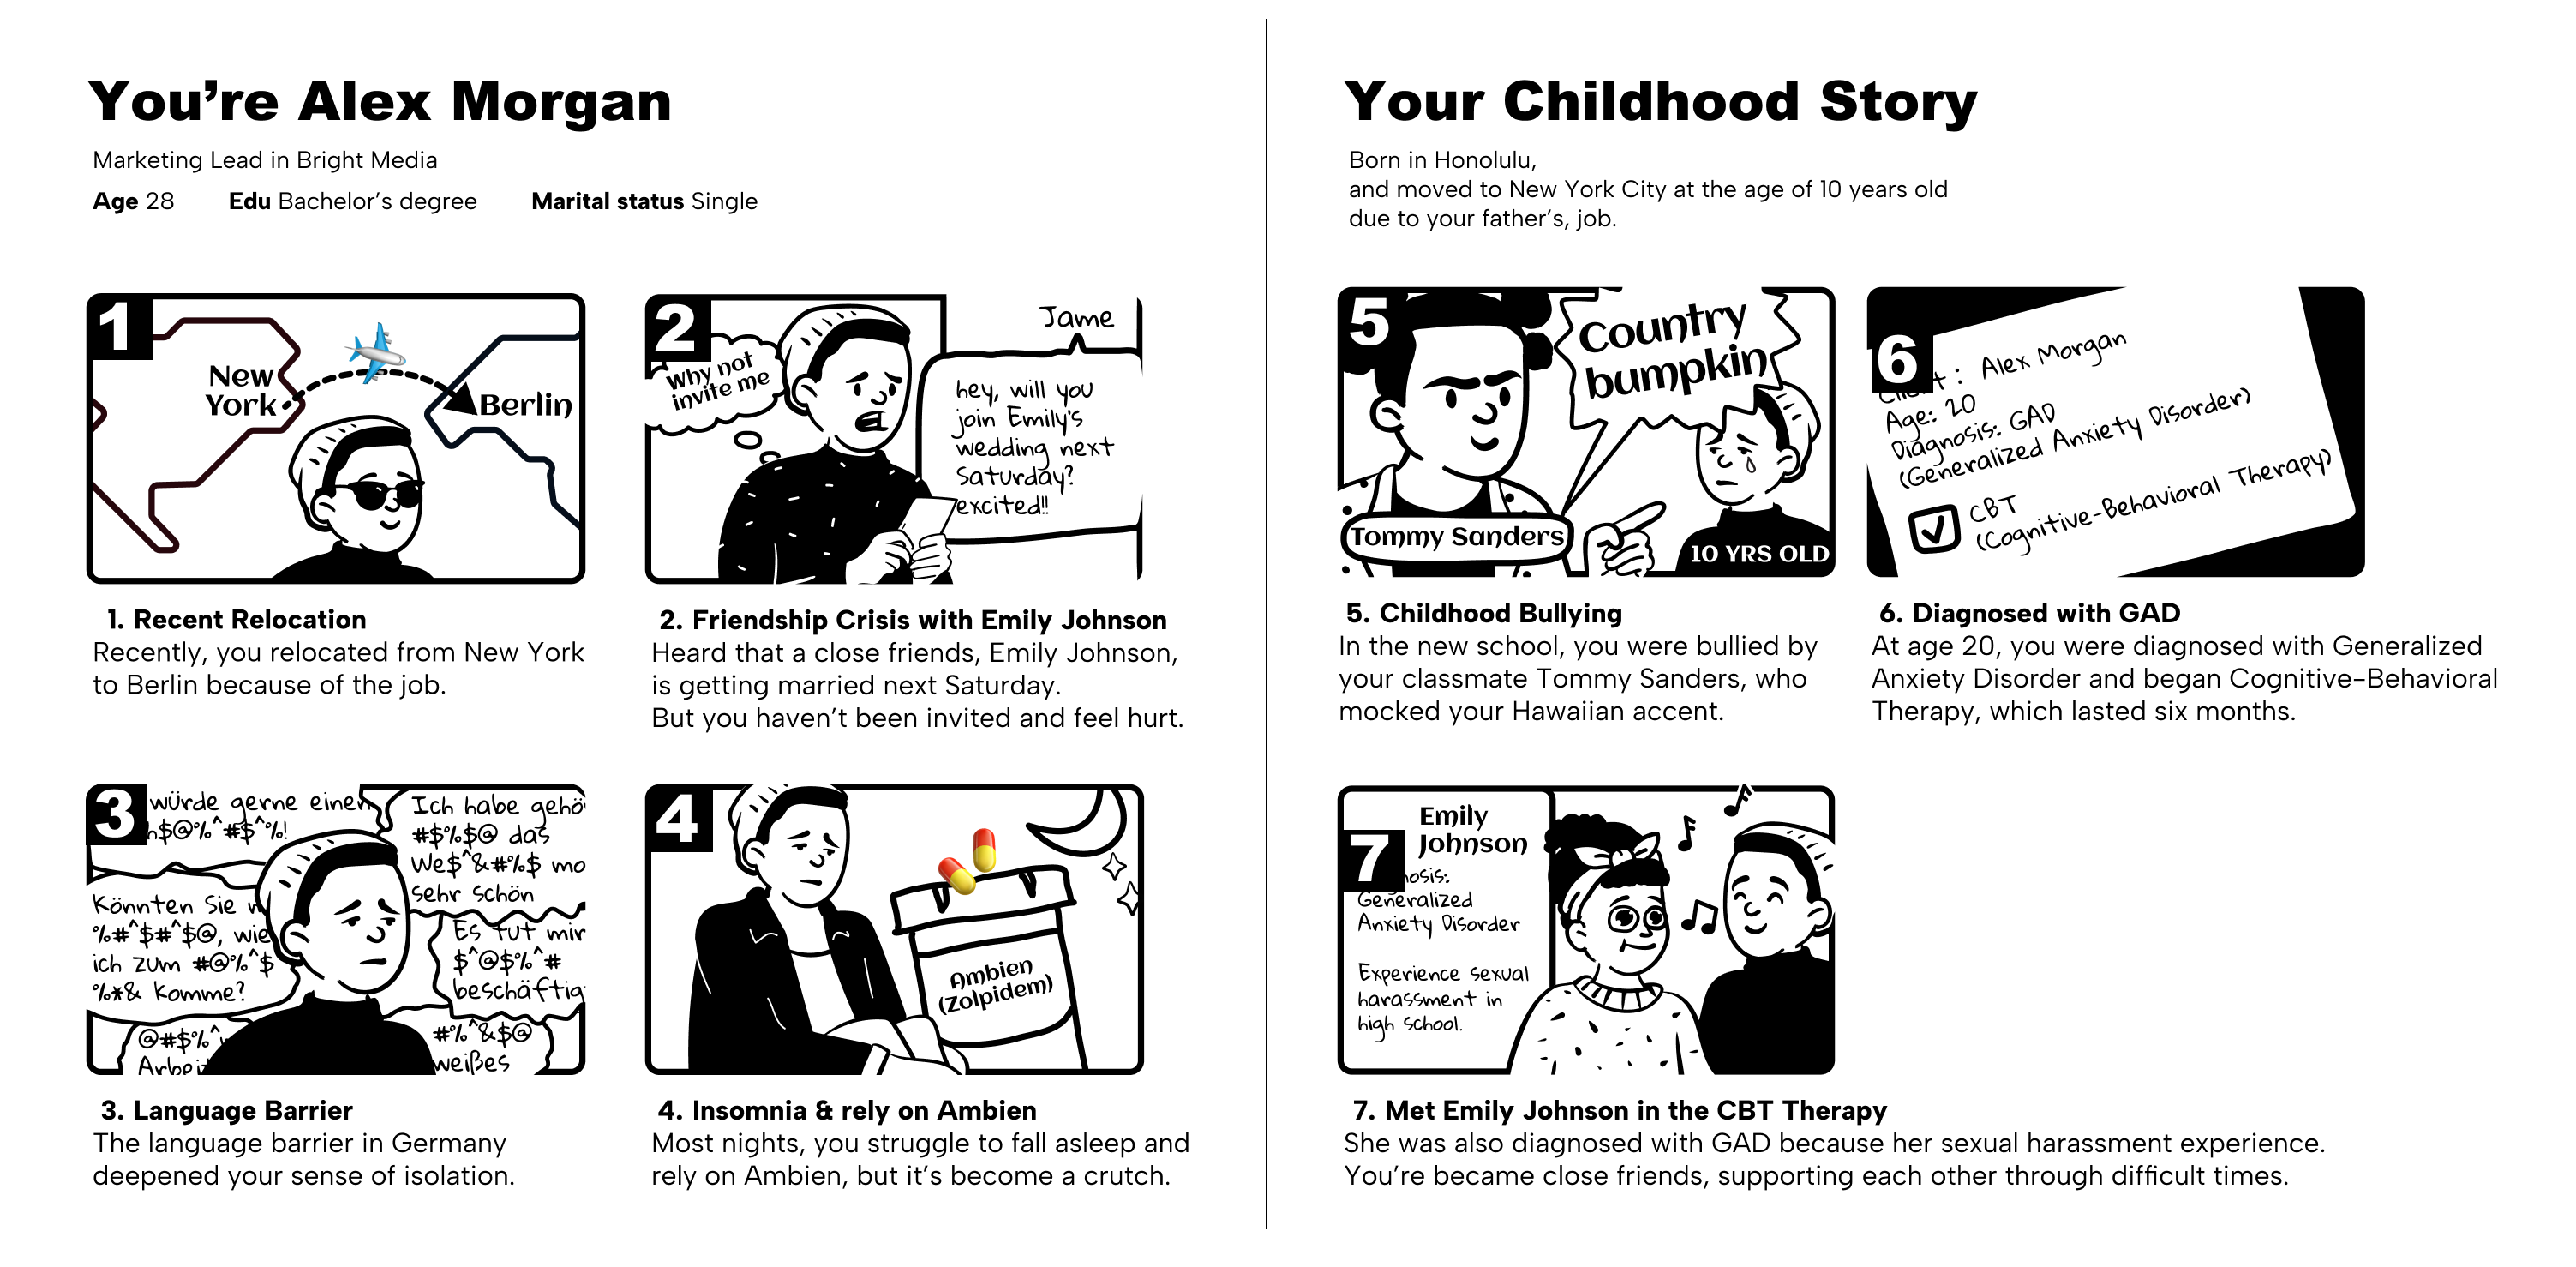 You're Alex Morgan
Marketing Lead in Bright Media
Age 28 Edu Bachelor's degree Marital status Single
1
New
York
Berlin
1. Recent Relocation
Recently, you relocated from New York
to Berlin because of the job.
2
Why not
invite me
Jame
hey, will you
join Emily's
wedding next
Saturday?
excited!!
2. Friendship Crisis with Emily Johnson
Heard that a close friends, Emily Johnson,
is getting married next Saturday.
But you haven't been invited and feel hurt.
3
würde gerne einen
$@%^#$^%!
Ich habe gehö
#$%$@ das
We$^&#%$ mo
sehr schön
Könnten Sie
%#^$#^$@, wie
ich zum #@%^$
%*& komme?
Es tut mir
$^@$%^#
beschäftig
@#$%^
Arbeit
#%^&$@
weißes
3. Language Barrier
The language barrier in Germany
deepened your sense of isolation.
4
Ambien
(Zolpidem)
4. Insomnia & rely on Ambien
Most nights, you struggle to fall asleep and
rely on Ambien, but it's become a crutch.
Your Childhood Story
Born in Honolulu,
and moved to New York City at the age of 10 years old
due to your father's, job.
5
Country
bumpkin
Tommy Sanders
10 YRS OLD
5. Childhood Bullying
In the new school, you were bullied by
your classmate Tommy Sanders, who
mocked your Hawaiian accent.
6
Client: Alex Morgan
Age: 20
Diagnosis: GAD
(Generalized Anxiety Disorder)
CBT
(Cognitive-Behavioral Therapy)
6. Diagnosed with GAD
At age 20, you were diagnosed with Generalized
Anxiety Disorder and began Cognitive-Behavioral
Therapy, which lasted six months.
7
Emily
Johnson
nosis:
Generalized
Anxiety Disorder
Experience sexual
harassment in
high school.
7. Met Emily Johnson in the CBT Therapy
She was also diagnosed with GAD because her sexual harassment experience.
You're became close friends, supporting each other through difficult times.